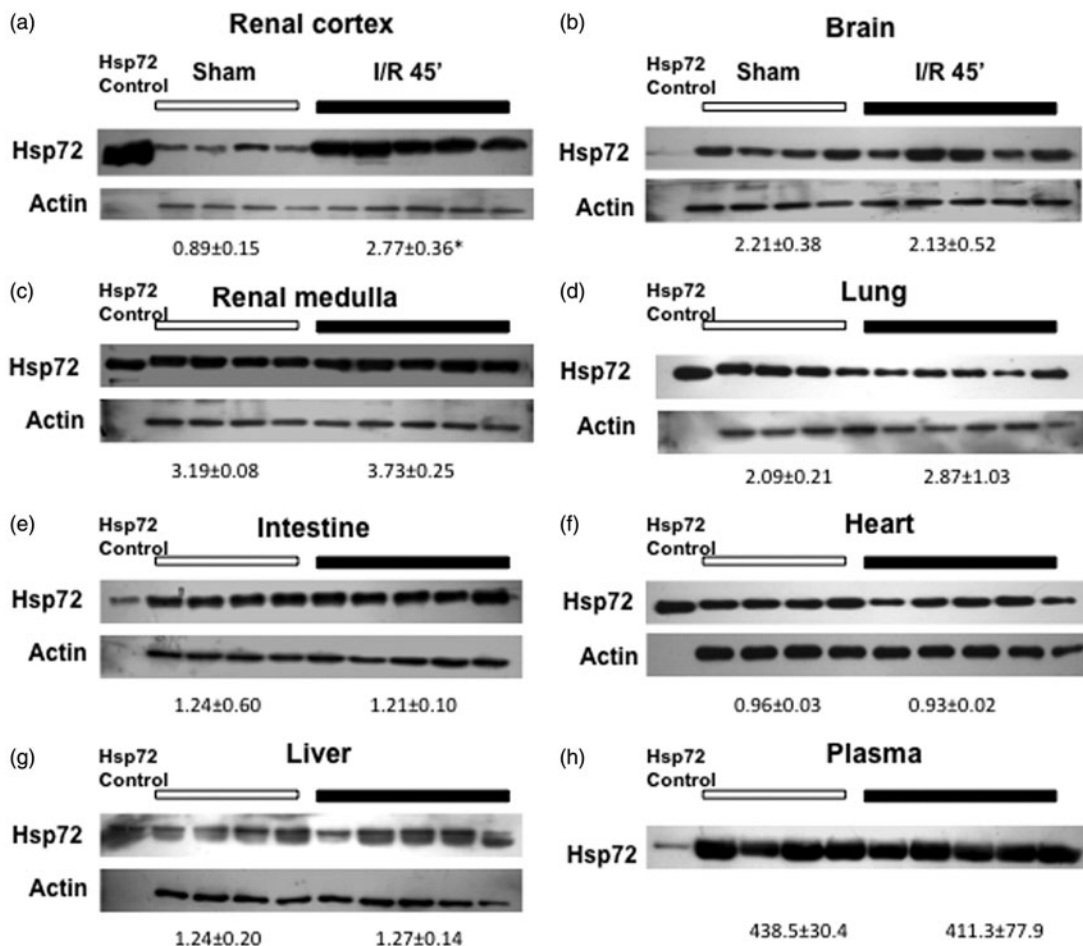 (a)
Renal cortex
Hsp72
Control
Sham
I/R 45’
Hsp72
Actin
0.89±0.15
2.77±0.36*
(b)
Brain
Hsp72
Control
Sham
I/R 45’
Hsp72
Actin
2.21±0.38
2.13±0.52
(c)
Renal medulla
Hsp72
Control
Hsp72
Actin
3.19±0.08
3.73±0.25
(d)
Lung
Hsp72
Control
Hsp72
Actin
2.09±0.21
2.87±1.03
(e)
Intestine
Hsp72
Control
Hsp72
Actin
1.24±0.60
1.21±0.10
(f)
Heart
Hsp72
Control
Hsp72
Actin
0.96±0.03
0.93±0.02
(g)
Liver
Hsp72
Control
Hsp72
Actin
1.24±0.20
1.27±0.14
(h)
Plasma
Hsp72
Control
Hsp72
438.5±30.4
411.3±77.9